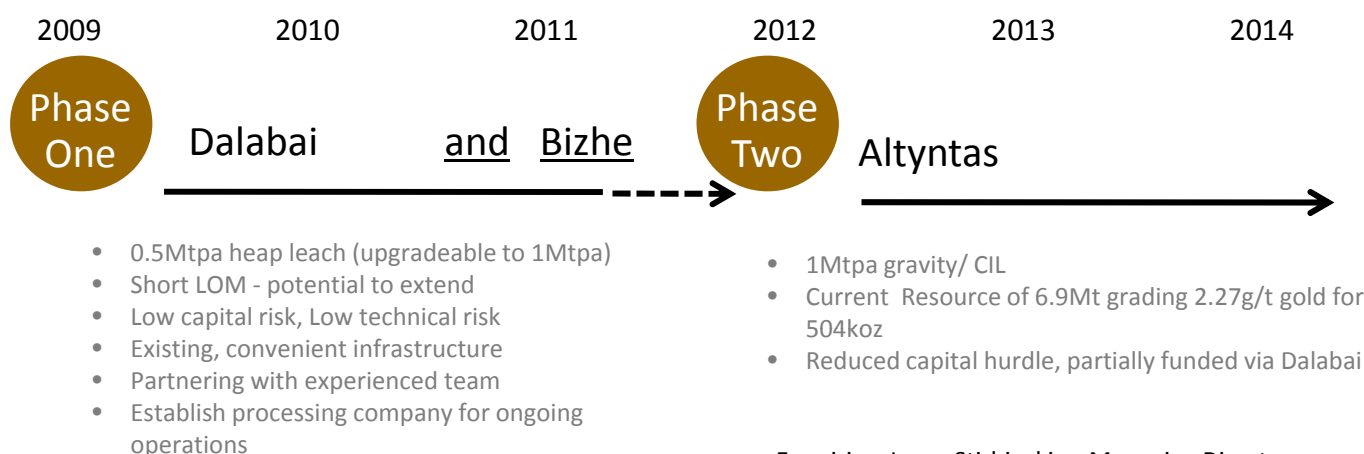 2009 2010 2011 2012 2013 2014
Phase
One
Dalabai and Bizhe
Phase
Two
Altyntas
• 0.5Mtpa heap leach (upgradeable to 1Mtpa)
• Short LOM - potential to extend
• Low capital risk, Low technical risk
• Existing, convenient infrastructure
• Partnering with experienced team
• Establish processing company for ongoing
operations
• 1Mtpa gravity/ CIL
• Current Resource of 6.9Mt grading 2.27g/t gold for
504koz
• Reduced capital hurdle, partially funded via Dalabai